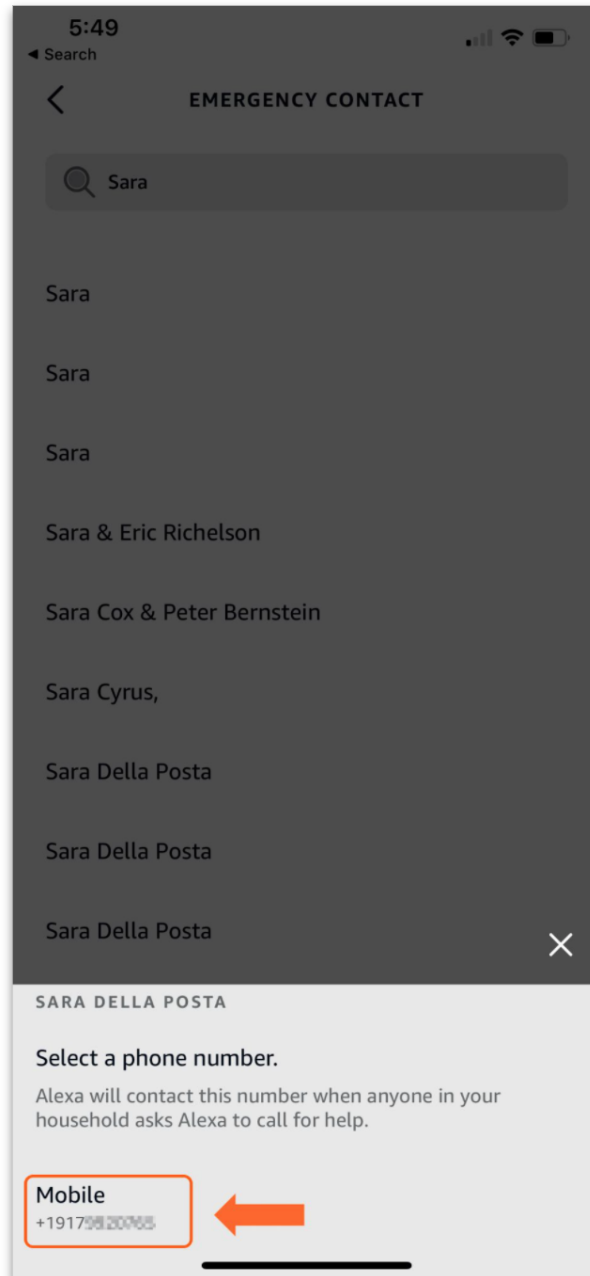 5:49
◀ Search
EMERGENCY CONTACT
Sara
Sara
Sara
Sara
Sara & Eric Richelson
Sara Cox & Peter Bernstein
Sara Cyrus,
Sara Della Posta
Sara Della Posta
Sara Della Posta
SARA DELLA POSTA
Select a phone number.
Alexa will contact this number when anyone in your
household asks Alexa to call for help.
Mobile
+1917